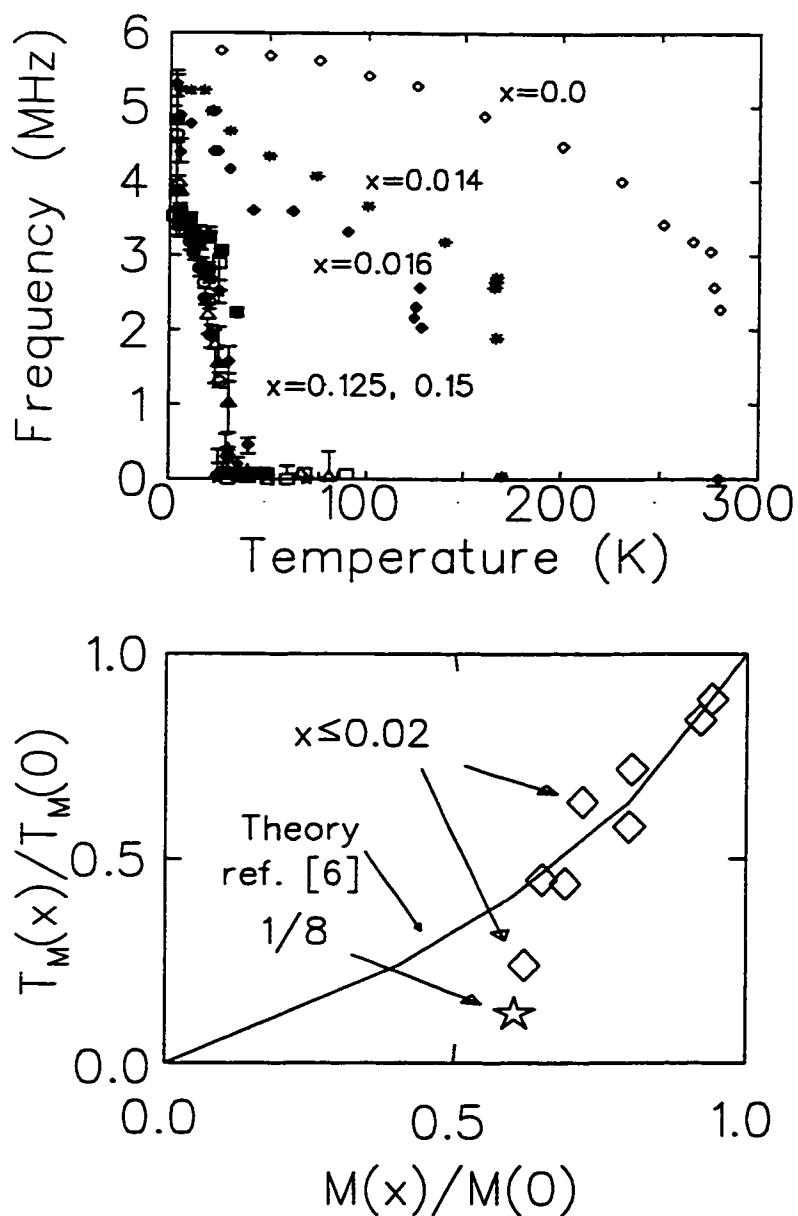 6
5
4
3
2
1
0
Frequency (MHz)
x=0.0
x=0.014
x=0.016
x=0.125, 0.15
0 100 200 300
Temperature (K)
1.0
0.5
0.0
T_M(x)/T_M(0)
x≤0.02
Theory
ref. [6]
1/8
0.0 0.5 1.0
M(x)/M(0)